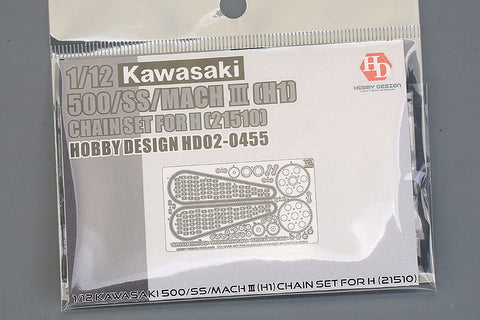 1/12 Kawasaki
500/SS/MACH III (H1)
CHAIN SET FOR H (21510)
HOBBY DESIGN HD02-0455
HD
HOBBY DESIGN
1/12 KAWASAKI 500/SS/MACH III (H1) CHAIN SET FOR H (21510)